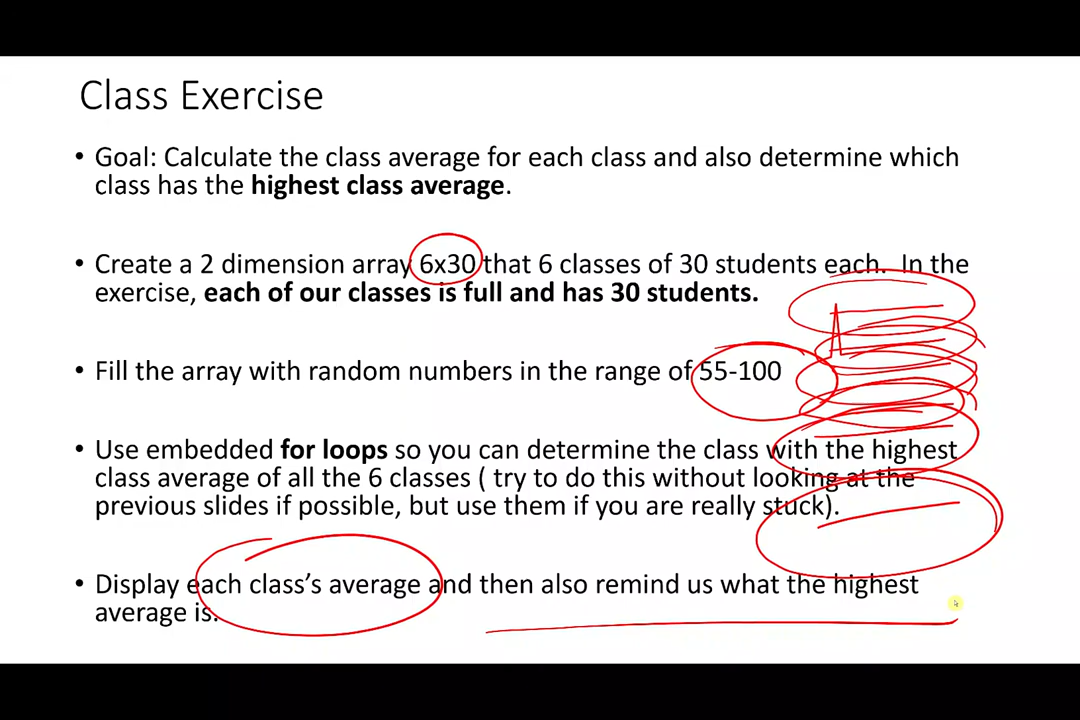 Class Exercise
• Goal: Calculate the class average for each class and also determine which
class has the highest class average.
• Create a 2 dimension array 6x30 that 6 classes of 30 students each. In the
exercise, each of our classes is full and has 30 students.
• Fill the array with random numbers in the range of 55-100
• Use embedded for loops so you can determine the class with the highest
class average of all the 6 classes ( try to do this without looking at the
previous slides if possible, but use them if you are really stuck).
• Display each class’s average and then also remind us what the highest
average is.